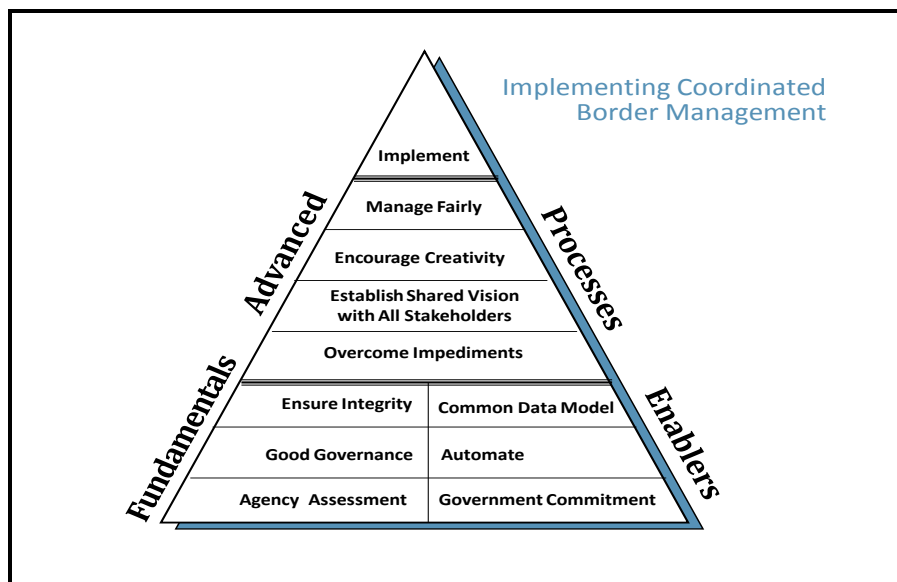 Implementing Coordinated
Border Management
Implement
Manage Fairly
Encourage Creativity
Establish Shared Vision
with All Stakeholders
Overcome Impediments
Ensure Integrity
Common Data Model
Good Governance
Automate
Agency Assessment
Government Commitment
Advanced
Processes
Fundamentals
Enablers